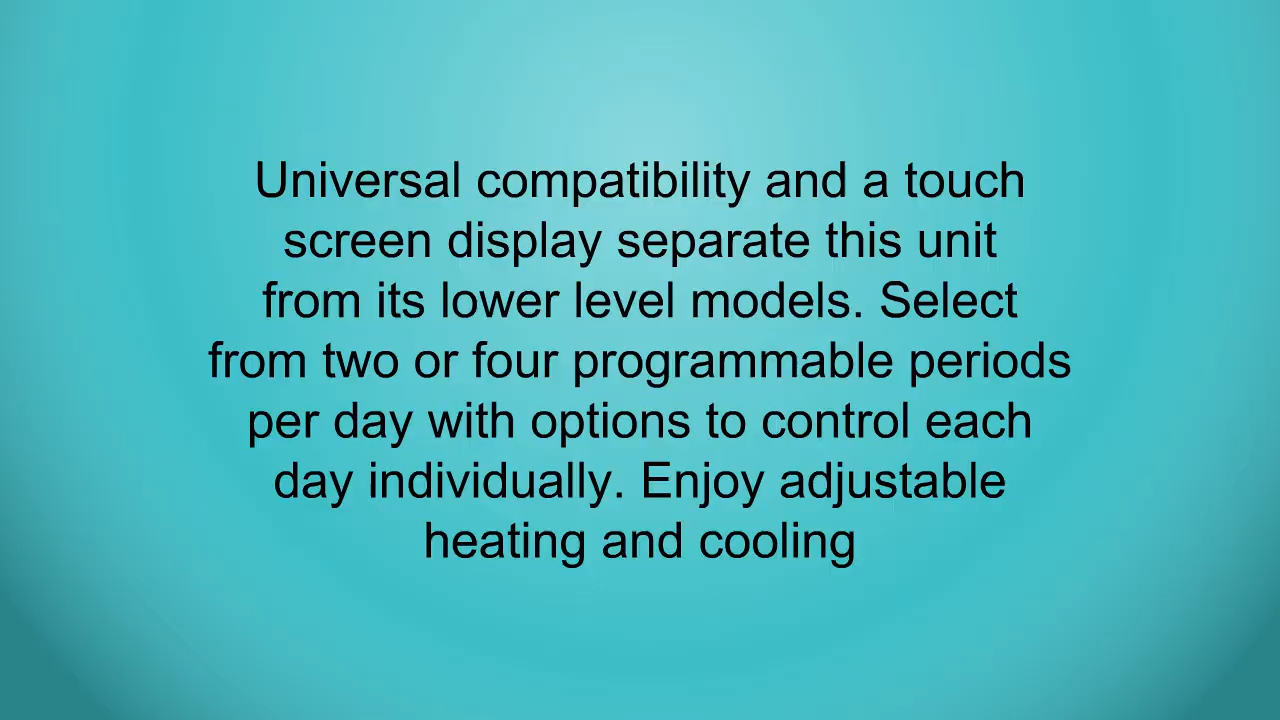 Universal compatibility and a touch
screen display separate this unit
from its lower level models. Select
from two or four programmable periods
per day with options to control each
day individually. Enjoy adjustable
heating and cooling